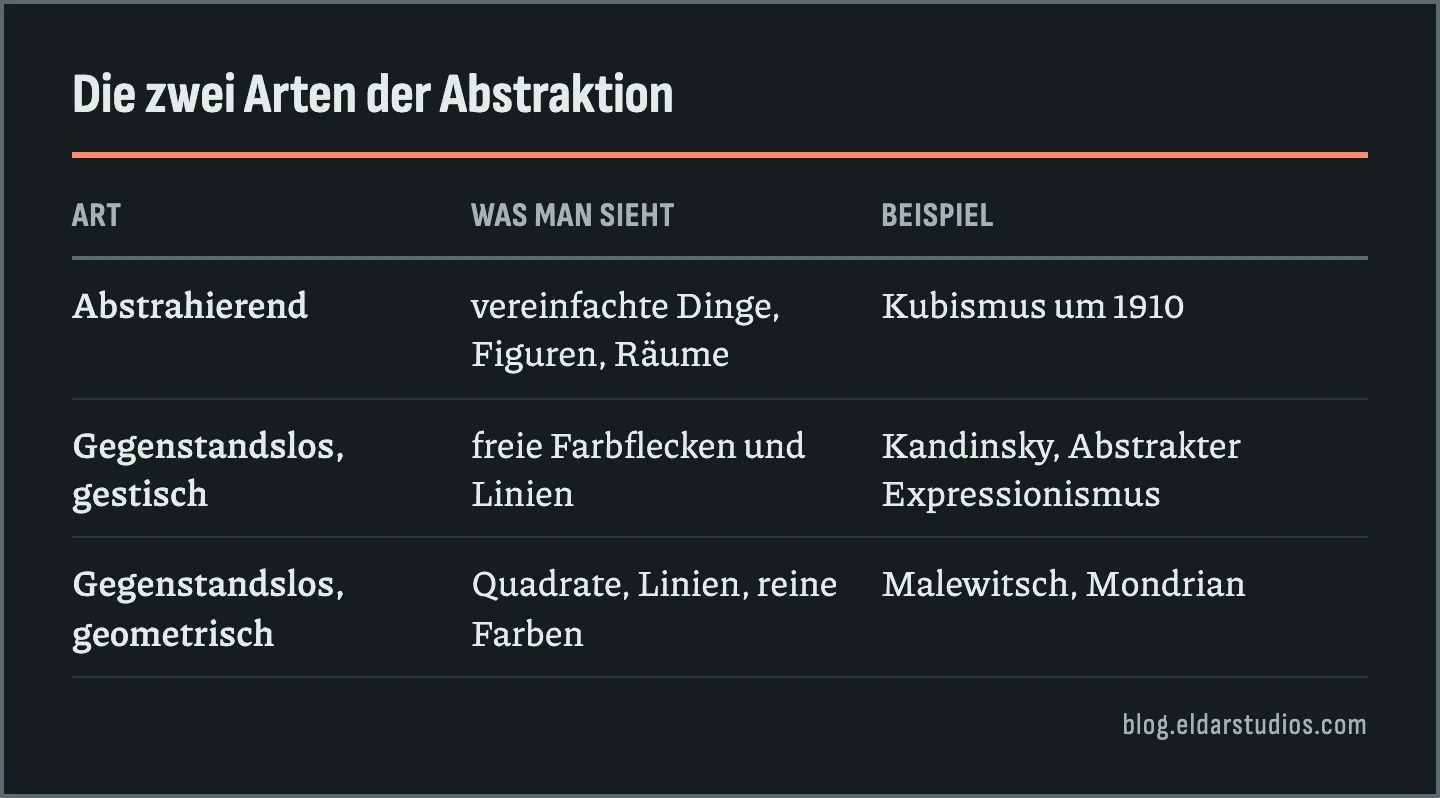 Die zwei Arten der Abstraktion
ART WAS MAN SIEHT BEISPIEL
Abstrahierend vereinfachte Dinge, Kubismus um 1910
Figuren, Räume
Gegenstandslos, freie Farbflecken und Kandinsky, Abstrakter
gestisch Linien Expressionismus
Gegenstandslos, Quadrate, Linien, reine Malewitsch, Mondrian
geometrisch Farben
blog.eldarstudios.com